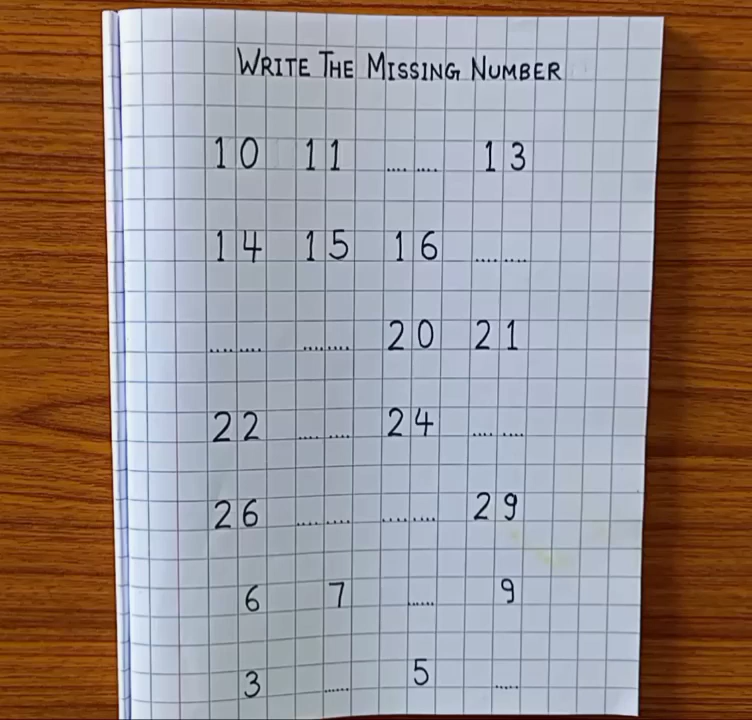 WRITE THE MISSING NUMBER
10 11 .... .... 13
14 15 16 .... ....
.... .... .... .... 20 21
22 .... .... 24 .... ....
26 .... .... .... .... 29
6 7 ...... 9
3 ...... 5 .....